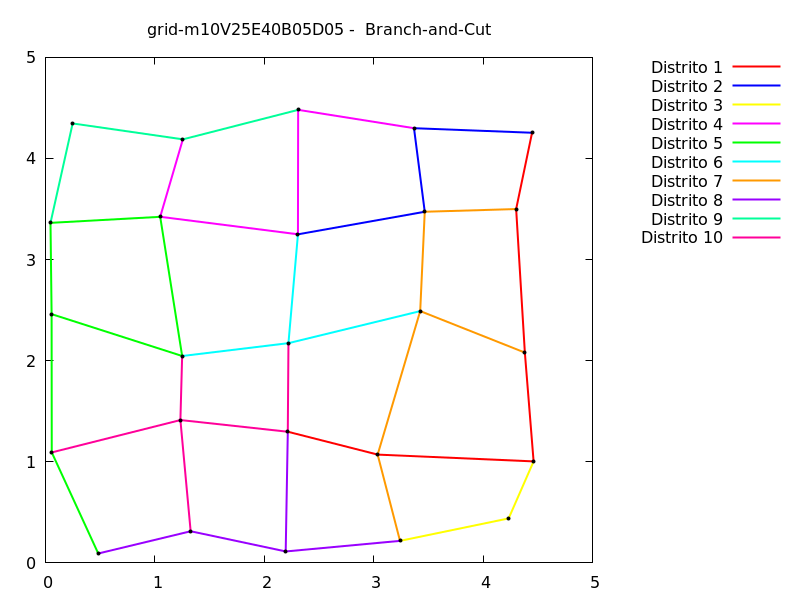 grid-m10V25E40B05D05 -  Branch-and-Cut
5
4
3
2
1
0
0 1 2 3 4 5
Distrito 1
Distrito 2
Distrito 3
Distrito 4
Distrito 5
Distrito 6
Distrito 7
Distrito 8
Distrito 9
Distrito 10